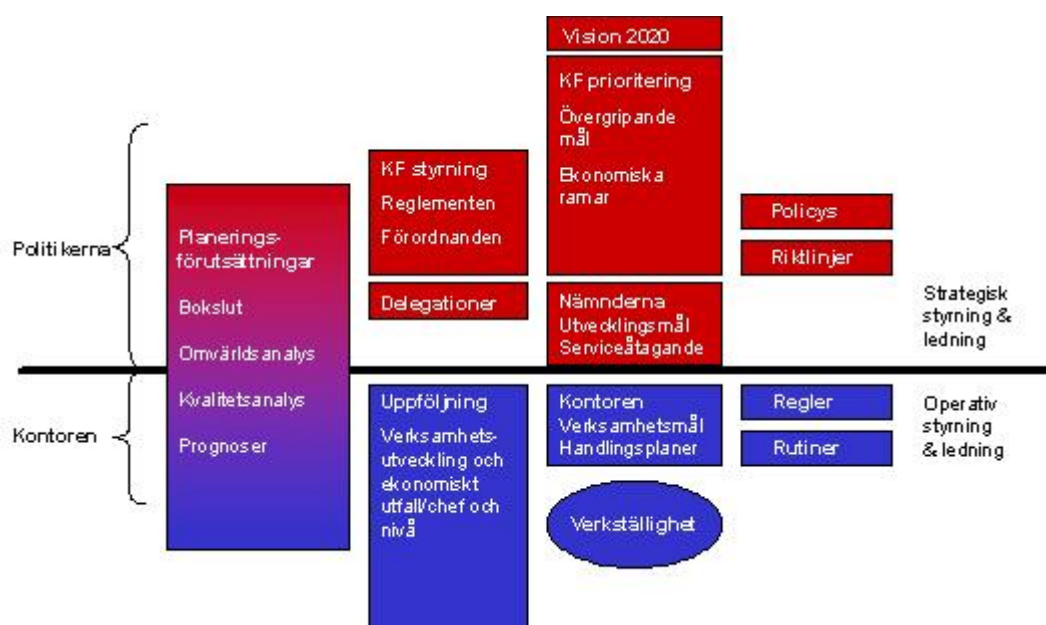 Vision 2020
KF prioritering
Övergripande
mål
Ekonomiska
ramar
KF styrning
Reglementen
Förordnanden
Delegationer
Nämnderna
Utvecklingsmål
Serviceåtagande
Policys
Riktlinjer
Politikerna
Planerings-
förutsättningar
Bokslut
Omvärldsanalys
Kvalitetsanalys
Prognoser
Strategisk
styrning &
ledning
Kontoren
Uppföljning
Verksamhets-
utveckling och
ekonomiskt
utfall/chef och
nivå
Kontoren
Verksamhetsmål
Handlingsplaner
Verkställighet
Regler
Rutiner
Operativ
styrning
& ledning